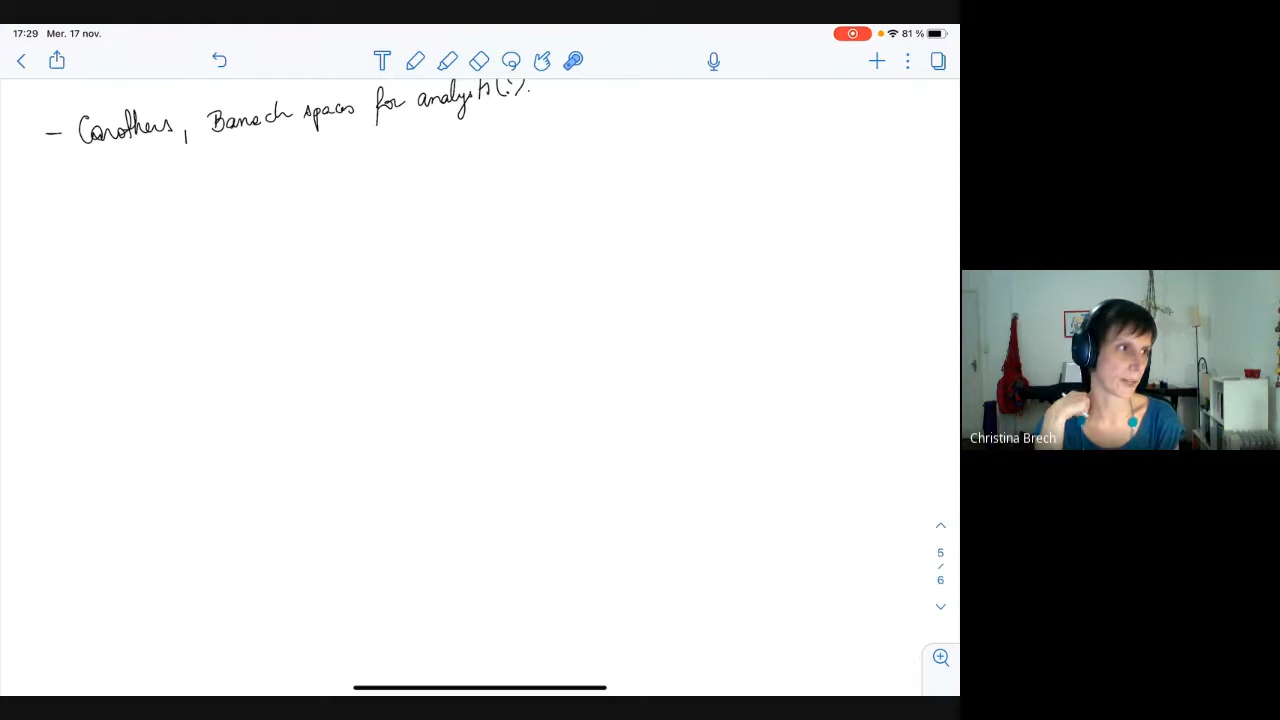 17:29 Mer. 17 nov.
81 %
T
- Carothers, Banach spaces for analysts (?).
Christina Brech
5
/
6